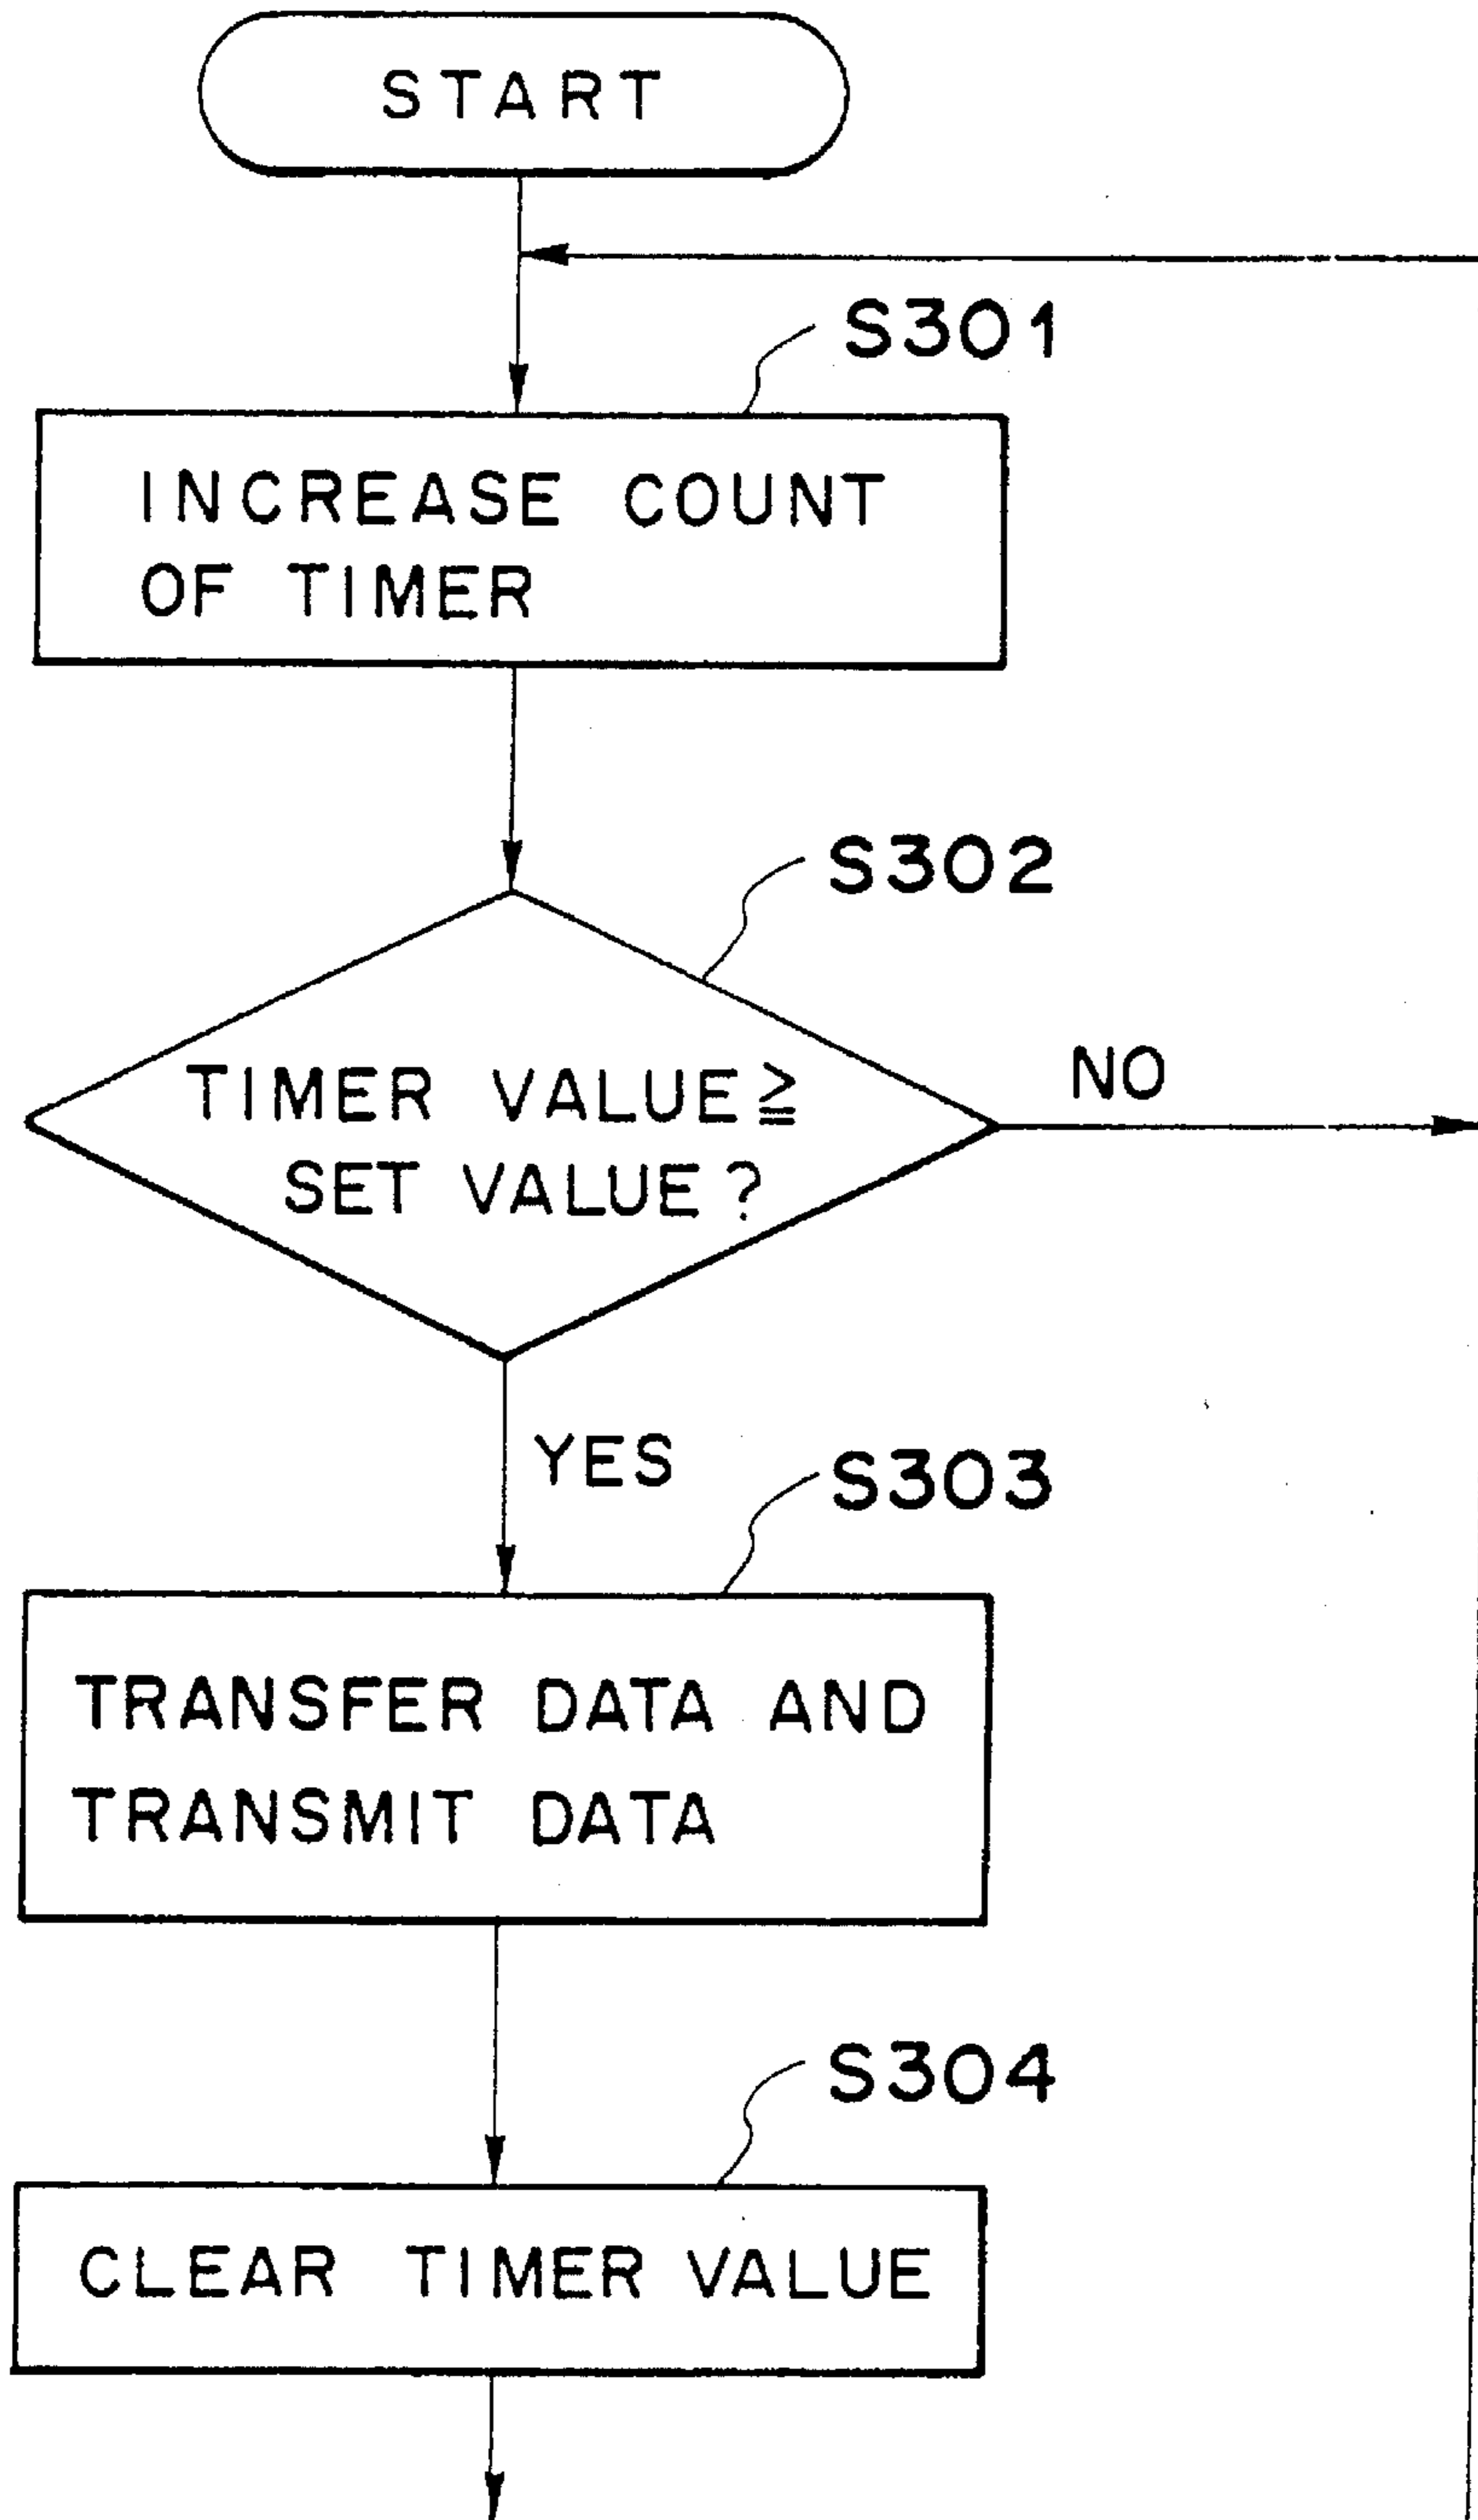 START
S301
INCREASE COUNT
OF TIMER
S302
TIMER VALUE≧
SET VALUE?
NO
YES
S303
TRANSFER DATA AND
TRANSMIT DATA
S304
CLEAR TIMER VALUE